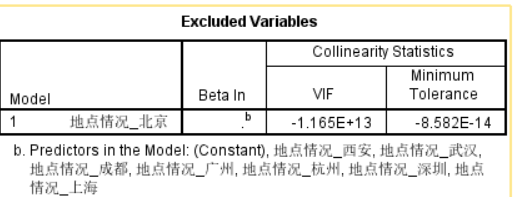 Excluded Variables
Collinearity Statistics
Model Beta In VIF Minimum Tolerance
1 地点情况_北京 .b -1.165E+13 -8.582E-14
b. Predictors in the Model: (Constant), 地点情况_西安, 地点情况_武汉,
地点情况_成都, 地点情况_广州, 地点情况_杭州, 地点情况_深圳, 地点
情况_上海